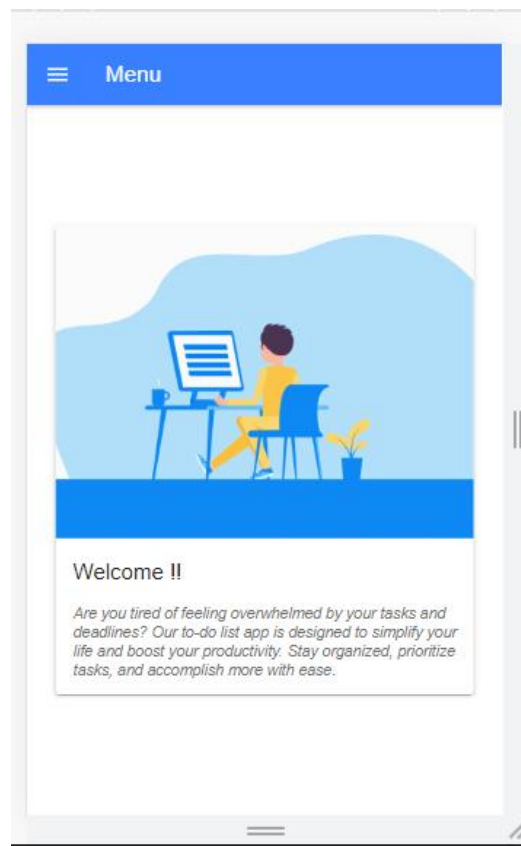 Menu
Welcome !!
Are you tired of feeling overwhelmed by your tasks and
deadlines? Our to-do list app is designed to simplify your
life and boost your productivity. Stay organized, prioritize
tasks, and accomplish more with ease.